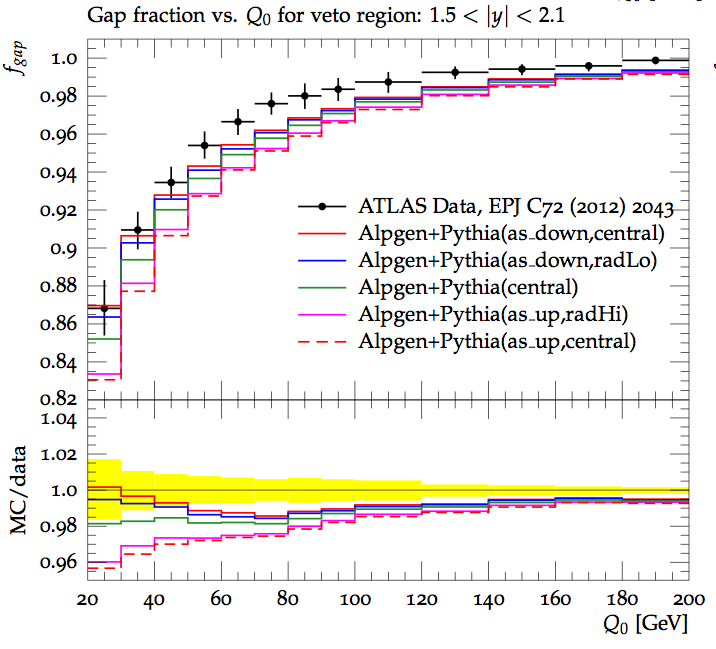 Gap fraction vs. Q₀ for veto region: 1.5 < |y| < 2.1
f_gap
1.0
0.98
0.96
0.94
0.92
0.9
0.88
0.86
0.84
0.82
ATLAS Data, EPJ C72 (2012) 2043
Alpgen+Pythia(as_down,central)
Alpgen+Pythia(as_down,radLo)
Alpgen+Pythia(central)
Alpgen+Pythia(as_up,radHi)
Alpgen+Pythia(as_up,central)
MC/data
1.04
1.02
1.0
0.98
0.96
20 40 60 80 100 120 140 160 180 200
Q₀ [GeV]